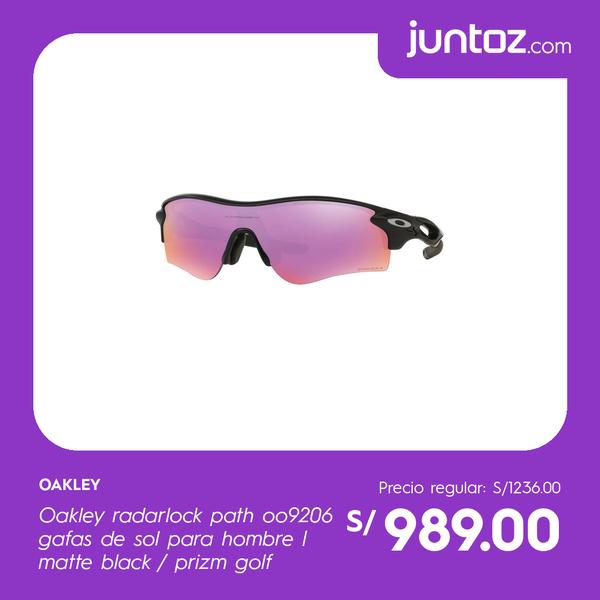 juntoz.com
OAKLEY
Oakley radarlock path oo9206
gafas de sol para hombre |
matte black / prizm golf
Precio regular: S/1236.00
S/ 989.00